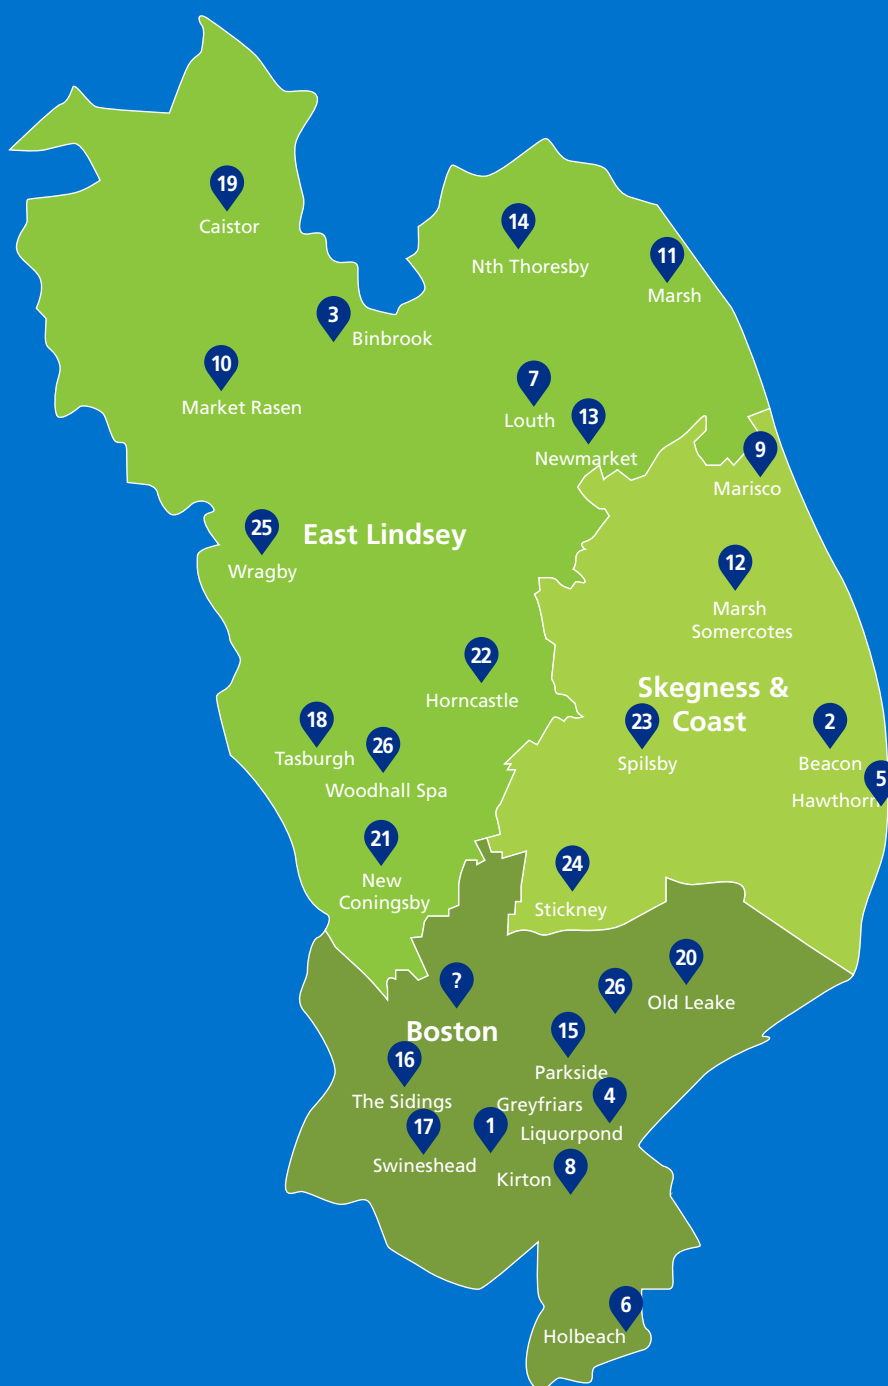 19
Caistor
14
Nth Thoresby
11
Marsh
3
Binbrook
10
Market Rasen
7
Louth
13
Newmarket
9
Marisco
25
Wragby
East Lindsey
12
Marsh
Somercotes
22
Horncastle
Skegness &
Coast
18
Tasburgh
26
Woodhall Spa
23
Spilsby
2
Beacon
5
Hawthorn
21
New
Coningsby
24
Stickney
20
Old Leake
?
26
Boston
15
Parkside
16
The Sidings
4
Greyfriars
Liquorpond
17
Swineshead
1
8
Kirton
6
Holbeach